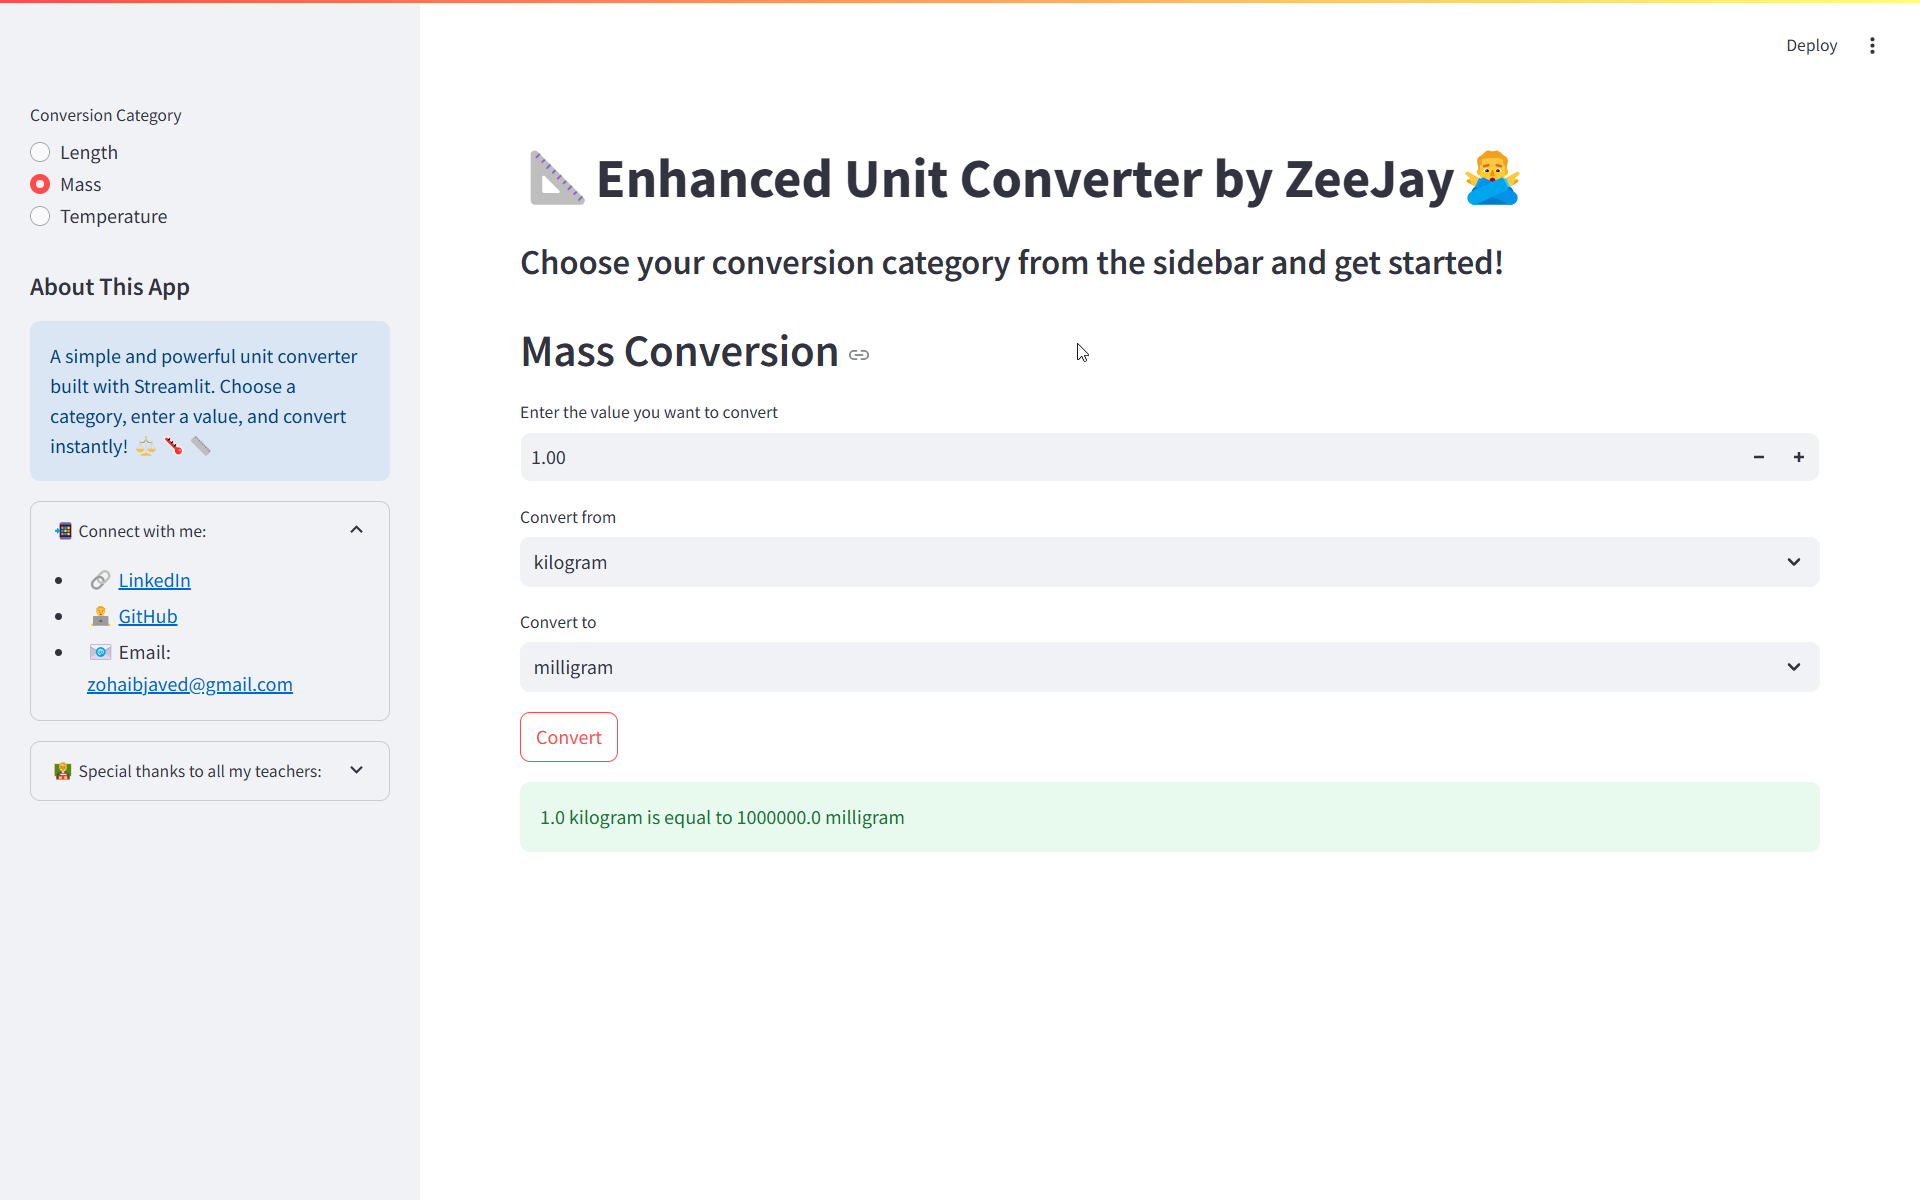 Deploy
Conversion Category
Length
Mass
Temperature
About This App
A simple and powerful unit converter
built with Streamlit. Choose a
category, enter a value, and convert
instantly! ⚖️ 🌡️ 📏
📲 Connect with me:
🔗 LinkedIn
👨‍💻 GitHub
📧 Email:
zohaibjaved@gmail.com
👩‍🏫 Special thanks to all my teachers:
📐 Enhanced Unit Converter by ZeeJay 🙅‍♂️
Choose your conversion category from the sidebar and get started!
Mass Conversion
Enter the value you want to convert
1.00
Convert from
kilogram
Convert to
milligram
Convert
1.0 kilogram is equal to 1000000.0 milligram